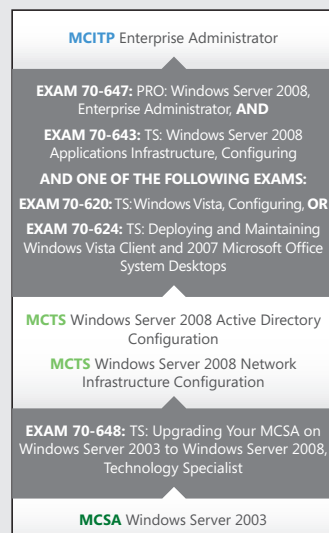 MCITP Enterprise Administrator
EXAM 70-647: PRO: Windows Server 2008,
Enterprise Administrator, AND
EXAM 70-643: TS: Windows Server 2008
Applications Infrastructure, Configuring
AND ONE OF THE FOLLOWING EXAMS:
EXAM 70-620: TS: Windows Vista, Configuring, OR
EXAM 70-624: TS: Deploying and Maintaining
Windows Vista Client and 2007 Microsoft Office
System Desktops
MCTS Windows Server 2008 Active Directory
Configuration
MCTS Windows Server 2008 Network
Infrastructure Configuration
EXAM 70-648: TS: Upgrading Your MCSA on
Windows Server 2003 to Windows Server 2008,
Technology Specialist
MCSA Windows Server 2003